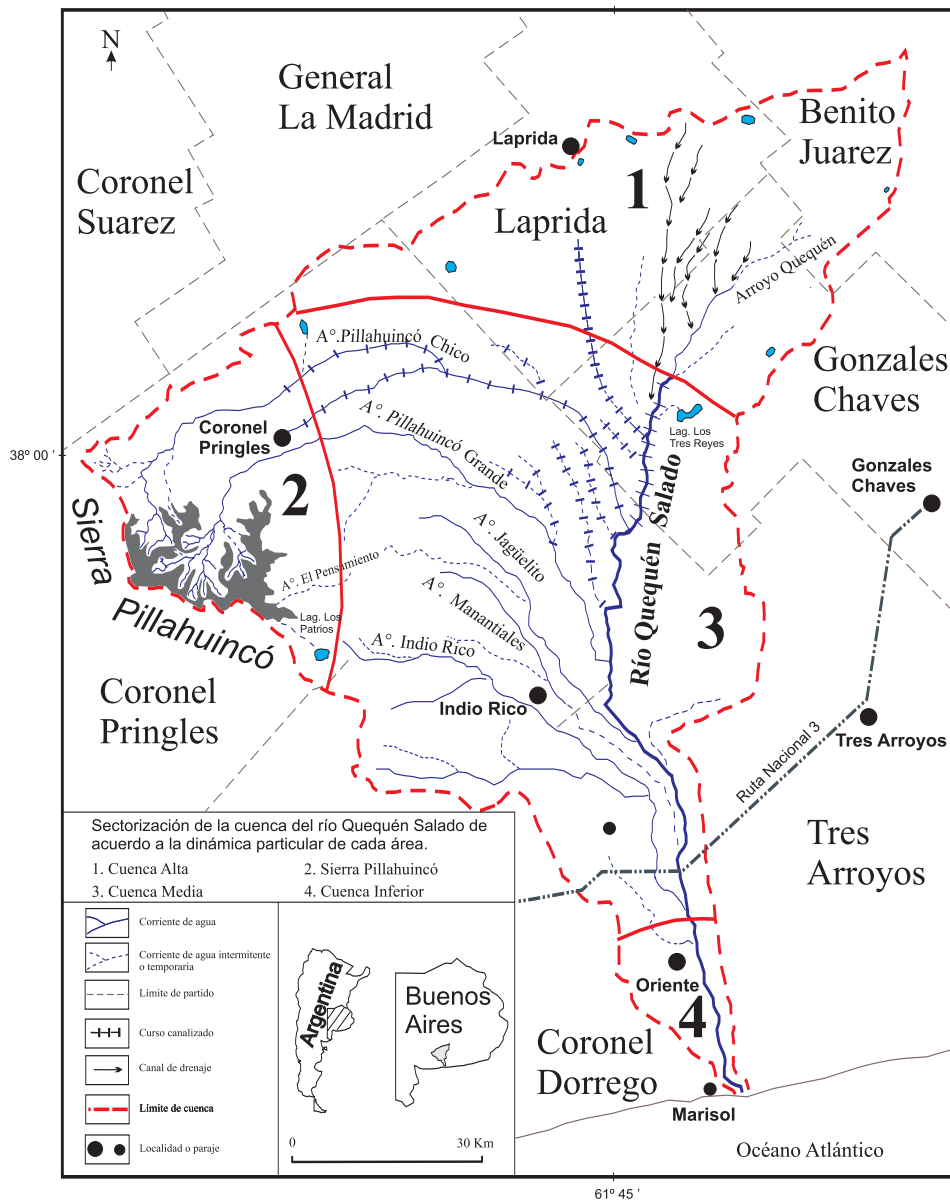 N
General
La Madrid
Benito
Juarez
Laprida
Coronel
Suarez
1
Laprida
Arroyo Quequén
A°.Pillahuincó Chico
Gonzales
Chaves
A°. Pillahuincó Grande
Lag. Los
Tres Reyes
Coronel
Pringles
38º 00 '
Gonzales
Chaves
2
Sierra
Pillahuincó
Río Quequén Salado
A°. Jagüelito
A°. El Pensamiento
A°. Manantiales
Lag. Los
Patrios
A°. Indio Rico
3
Coronel
Pringles
Indio Rico
Tres Arroyos
Ruta Nacional 3
Tres
Arroyos
Sectorización de la cuenca del río Quequén Salado de
acuerdo a la dinámica particular de cada área.
1. Cuenca Alta
2. Sierra Pillahuincó
3. Cuenca Media
4. Cuenca Inferior
Corriente de agua
Corriente de agua intermitente
o temporaria
Límite de partido
Curso canalizado
Canal de drenaje
Límite de cuenca
Localidad o paraje
Argentina
Buenos
Aires
0 30 Km
Oriente
4
Coronel
Dorrego
Marisol
Océano Atlántico
61º 45 '